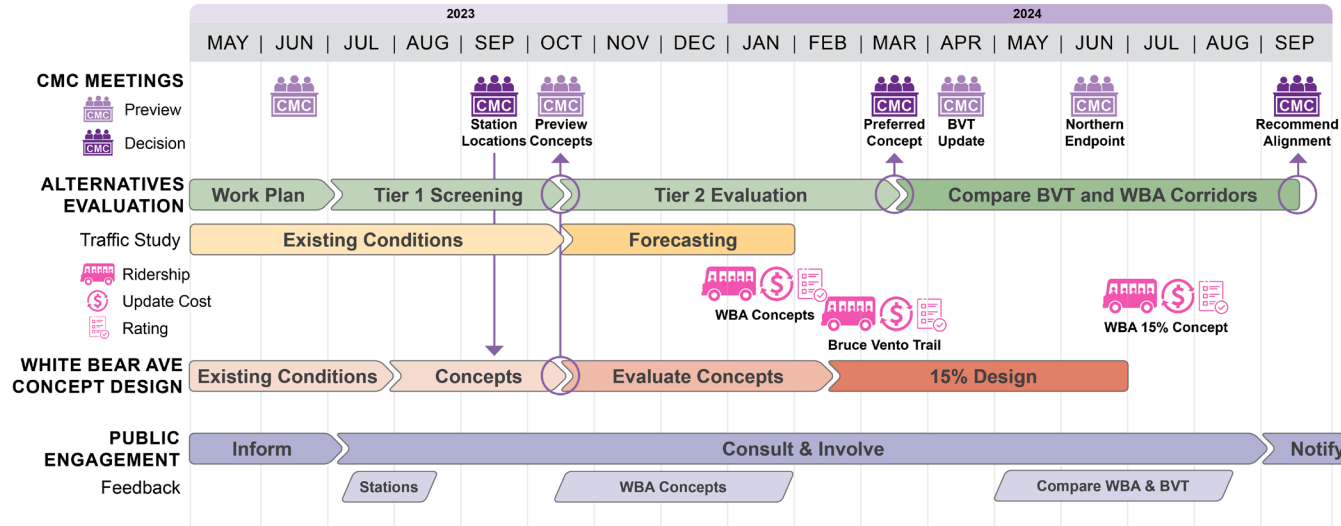 2023
2024
MAY | JUN | JUL | AUG | SEP | OCT | NOV | DEC | JAN | FEB | MAR | APR | MAY | JUN | JUL | AUG | SEP
CMC MEETINGS
CMC Preview
CMC Decision
CMC
CMC
Station
Locations
CMC
Preview
Concepts
CMC
Preferred
Concept
CMC
BVT
Update
CMC
Northern
Endpoint
CMC
Recommend
Alignment
ALTERNATIVES
EVALUATION
Work Plan
Tier 1 Screening
Tier 2 Evaluation
Compare BVT and WBA Corridors
Traffic Study
Existing Conditions
Forecasting
Ridership
$ Update Cost
Rating
$
WBA Concepts
$
Bruce Vento Trail
$
WBA 15% Concept
WHITE BEAR AVE
CONCEPT DESIGN
Existing Conditions
Concepts
Evaluate Concepts
15% Design
PUBLIC
ENGAGEMENT
Inform
Consult & Involve
Notify
Feedback
Stations
WBA Concepts
Compare WBA & BVT